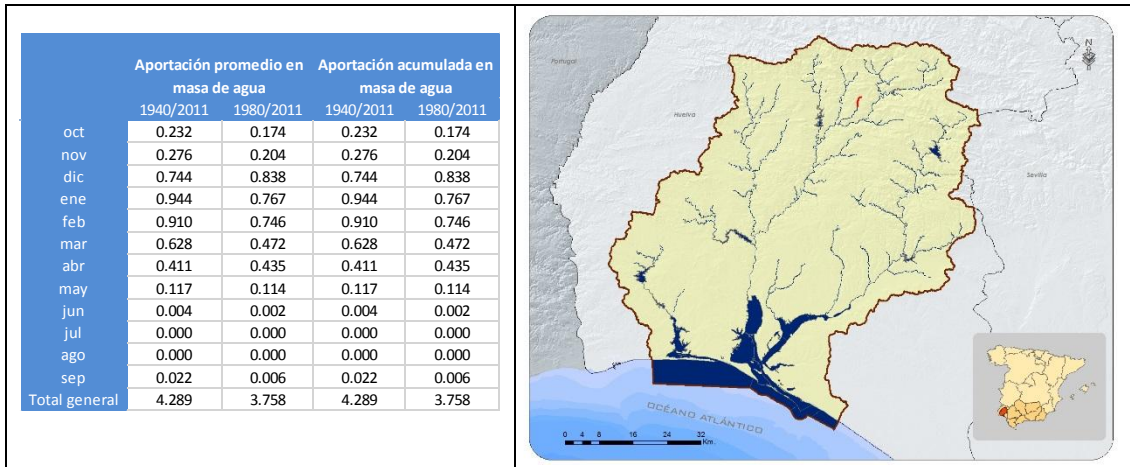 Aportación promedio en masa de agua Aportación acumulada en masa de agua
1940/2011 1980/2011 1940/2011 1980/2011
oct 0.232 0.174 0.232 0.174
nov 0.276 0.204 0.276 0.204
dic 0.744 0.838 0.744 0.838
ene 0.944 0.767 0.944 0.767
feb 0.910 0.746 0.910 0.746
mar 0.628 0.472 0.628 0.472
abr 0.411 0.435 0.411 0.435
may 0.117 0.114 0.117 0.114
jun 0.004 0.002 0.004 0.002
jul 0.000 0.000 0.000 0.000
ago 0.000 0.000 0.000 0.000
sep 0.022 0.006 0.022 0.006
Total general 4.289 3.758 4.289 3.758
N
Portugal
Huelva
Sevilla
OCÉANO ATLÁNTICO
0 4 8 16 24 32
Km.